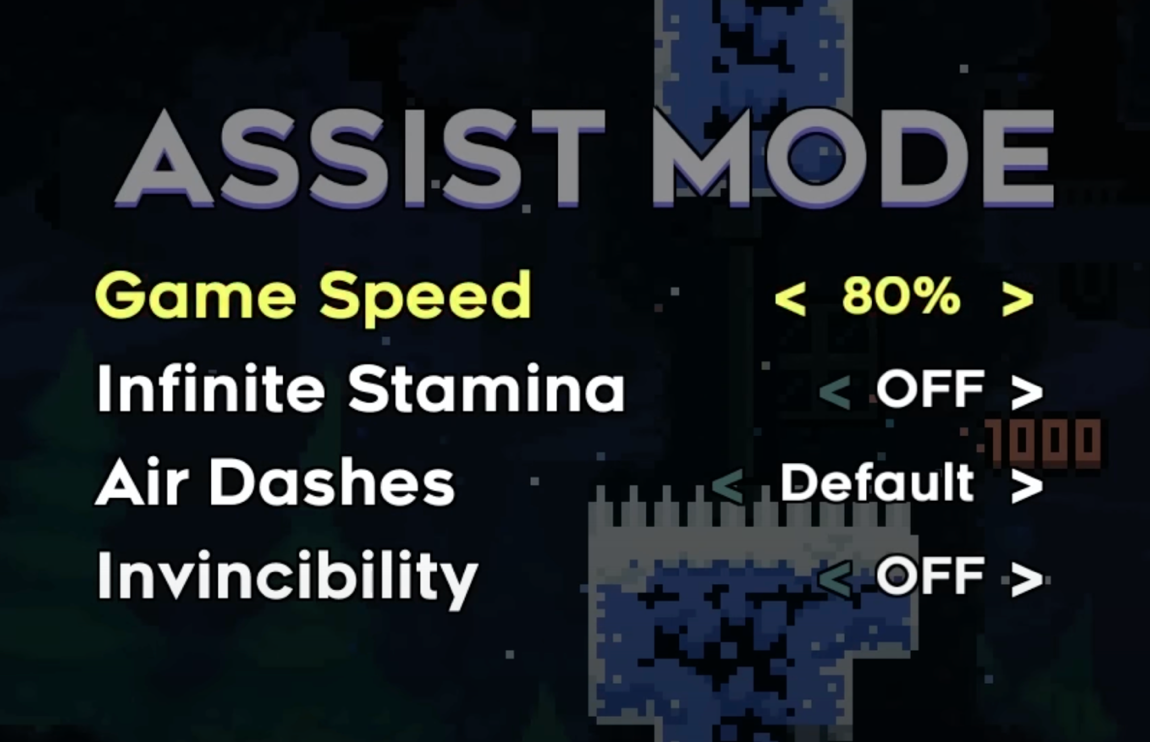 ASSIST MODE
Game Speed < 80% >
Infinite Stamina < OFF >
1000
Air Dashes < Default >
Invincibility < OFF >